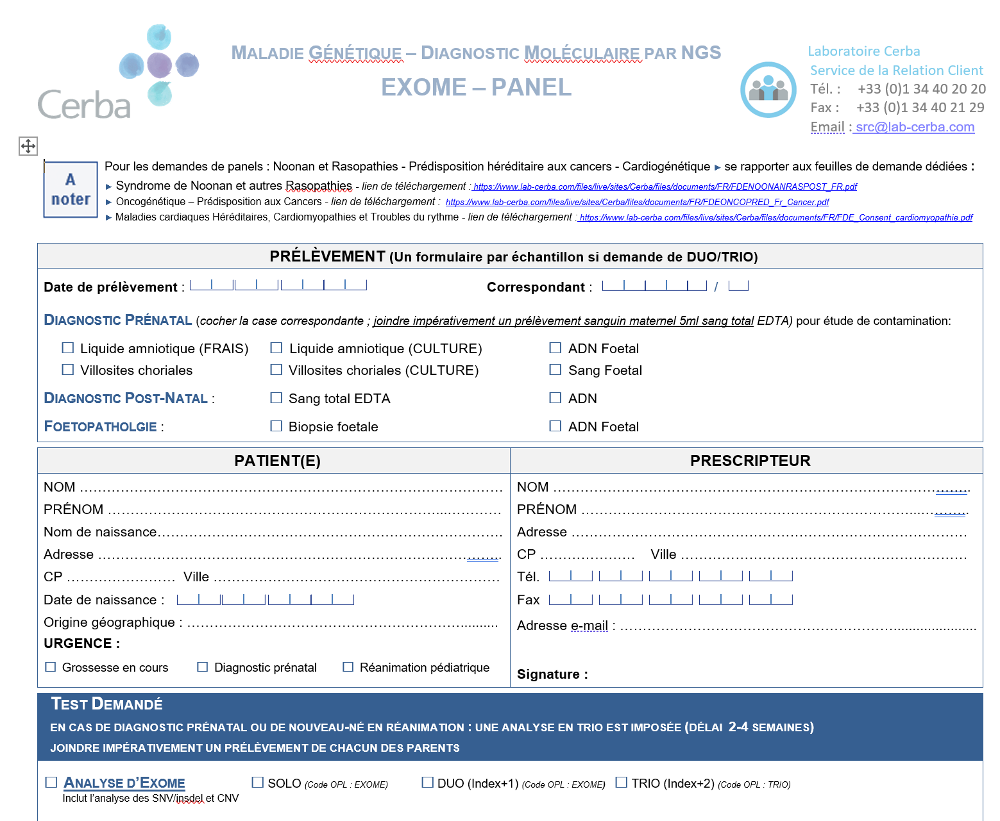 Cerba
MALADIE GÉNÉTIQUE – DIAGNOSTIC MOLÉCULAIRE PAR NGS
EXOME – PANEL
Laboratoire Cerba
Service de la Relation Client
Tél. : +33 (0)1 34 40 20 20
Fax : +33 (0)1 34 40 21 29
Email : src@lab-cerba.com
A noter
Pour les demandes de panels : Noonan et Rasopathies - Prédisposition héréditaire aux cancers - Cardiogénétique ► se rapporter aux feuilles de demande dédiées :
► Syndrome de Noonan et autres Rasopathies - lien de téléchargement : https://www.lab-cerba.com/files/live/sites/Cerba/files/documents/FR/FDENOONANRASPOST_FR.pdf
► Oncogénétique – Prédisposition aux Cancers - lien de téléchargement : https://www.lab-cerba.com/files/live/sites/Cerba/files/documents/FR/FDEONCOPRED_Fr_Cancer.pdf
► Maladies cardiaques Héréditaires, Cardiomyopathies et Troubles du rythme - lien de téléchargement : https://www.lab-cerba.com/files/live/sites/Cerba/files/documents/FR/FDE_Consent_cardiomyopathie.pdf
PRÉLÈVEMENT (Un formulaire par échantillon si demande de DUO/TRIO)
Date de prélèvement : Correspondant : /
DIAGNOSTIC PRÉNATAL (cocher la case correspondante ; joindre impérativement un prélèvement sanguin maternel 5ml sang total EDTA) pour étude de contamination:
☐ Liquide amniotique (FRAIS) ☐ Liquide amniotique (CULTURE) ☐ ADN Foetal
☐ Villosites choriales ☐ Villosites choriales (CULTURE) ☐ Sang Foetal
DIAGNOSTIC POST-NATAL : ☐ Sang total EDTA ☐ ADN
FOETOPATHOLGIE : ☐ Biopsie foetale ☐ ADN Foetal
PATIENT(E)
NOM ………………………………………………………………………………
PRÉNOM ………………………………………………………………...…………
Nom de naissance…………………………………………………………………
Adresse ……………………………………………………………………………
CP …………………… Ville ………………………………………………………
Date de naissance :
Origine géographique : ……………………………………………………..........
URGENCE :
☐ Grossesse en cours ☐ Diagnostic prénatal ☐ Réanimation pédiatrique
PRESCRIPTEUR
NOM ………………………………………………………………………………
PRÉNOM ………………………………………………………………...…………
Adresse ……………………………………………………………………………
CP ………………… Ville ………………………………………………………
Tél.
Fax
Adresse e-mail : ……………………………………………………......................
Signature :
TEST DEMANDÉ
EN CAS DE DIAGNOSTIC PRÉNATAL OU DE NOUVEAU-NÉ EN RÉANIMATION : UNE ANALYSE EN TRIO EST IMPOSÉE (DÉLAI 2-4 SEMAINES)
JOINDRE IMPÉRATIVEMENT UN PRÉLÈVEMENT DE CHACUN DES PARENTS
☐ ANALYSE D’EXOME ☐ SOLO (Code OPL : EXOME) ☐ DUO (Index+1) (Code OPL : EXOME) ☐ TRIO (Index+2) (Code OPL : TRIO)
Inclut l’analyse des SNV/insdel et CNV